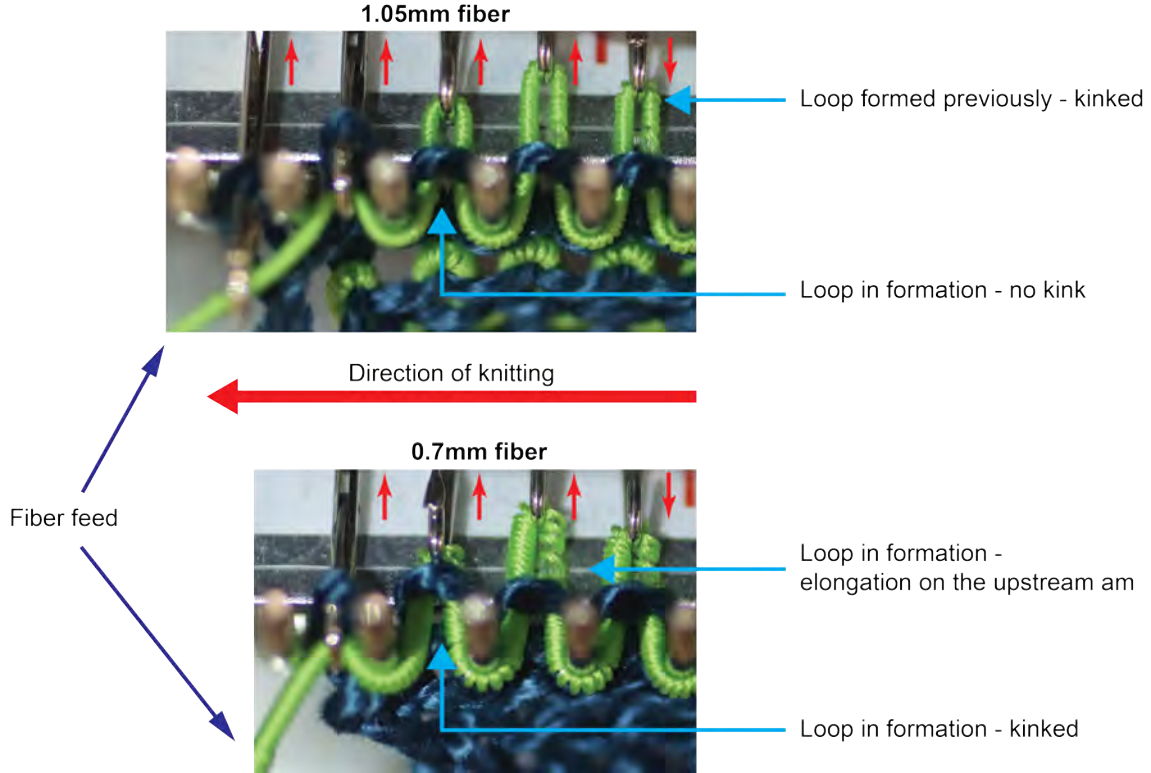 1.05mm fiber
Loop formed previously - kinked
Loop in formation - no kink
Direction of knitting
0.7mm fiber
Fiber feed
Loop in formation -
elongation on the upstream am
Loop in formation - kinked